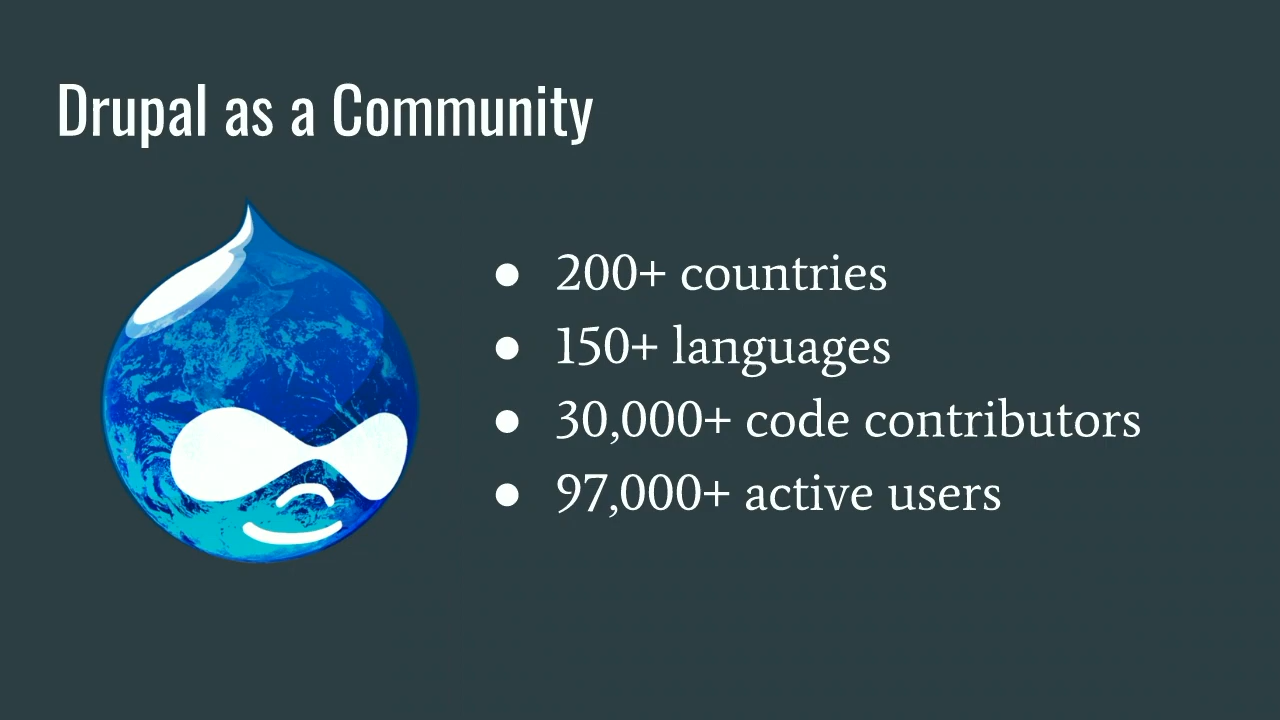 Drupal as a Community
● 200+ countries
● 150+ languages
● 30,000+ code contributors
● 97,000+ active users